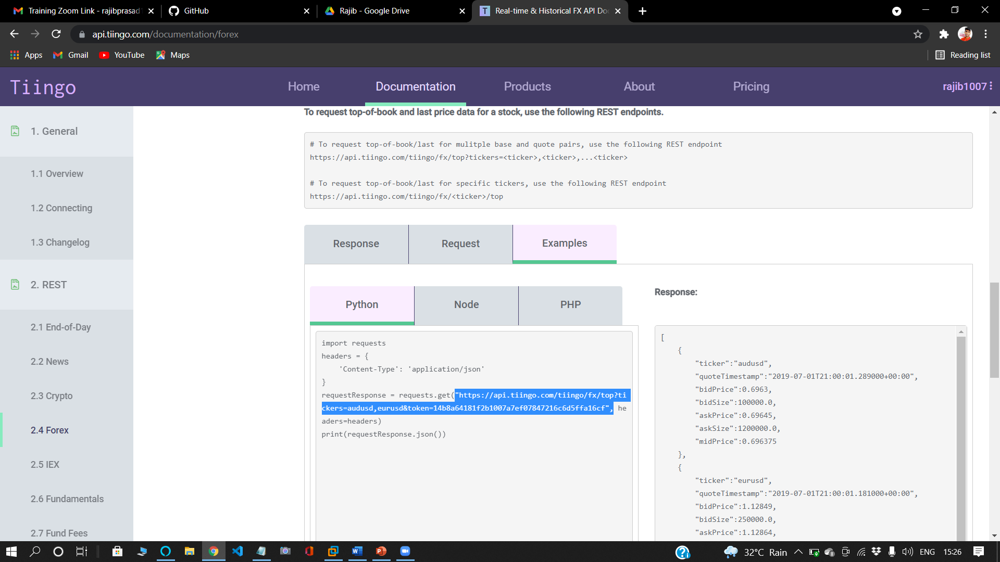 Training Zoom Link - rajibprasad
GitHub
Rajib - Google Drive
T
Real-time & Historical FX API Do
api.tiingo.com/documentation/forex
Apps
Gmail
YouTube
Maps
Reading list
Tiingo
Home
Documentation
Products
About
Pricing
rajib1007
1. General
1.1 Overview
1.2 Connecting
1.3 Changelog
2. REST
2.1 End-of-Day
2.2 News
2.3 Crypto
2.4 Forex
2.5 IEX
2.6 Fundamentals
2.7 Fund Fees
To request top-of-book and last price data for a stock, use the following REST endpoints.
# To request top-of-book/last for mulitple base and quote pairs, use the following REST endpoint
https://api.tiingo.com/tiingo/fx/top?tickers=<ticker>,<ticker>,...<ticker>
# To request top-of-book/last for specific tickers, use the following REST endpoint
https://api.tiingo.com/tiingo/fx/<ticker>/top
Response
Request
Examples
Python
Node
PHP
import requests
headers = {
'Content-Type': 'application/json'
}
requestResponse = requests.get("https://api.tiingo.com/tiingo/fx/top?ti
ckers=audusd,eurusd&token=14b8a64181f2b1007a7ef07847216c6d5ffa16cf", he
aders=headers)
print(requestResponse.json())
Response:
[
{
"ticker":"audusd",
"quoteTimestamp":"2019-07-01T21:00:01.289000+00:00",
"bidPrice":0.6963,
"bidSize":100000.0,
"askPrice":0.69645,
"askSize":1200000.0,
"midPrice":0.696375
},
{
"ticker":"eurusd",
"quoteTimestamp":"2019-07-01T21:00:01.181000+00:00",
"bidPrice":1.12849,
"bidSize":250000.0,
"askPrice":1.12864,
32°C Rain
ENG
15:26